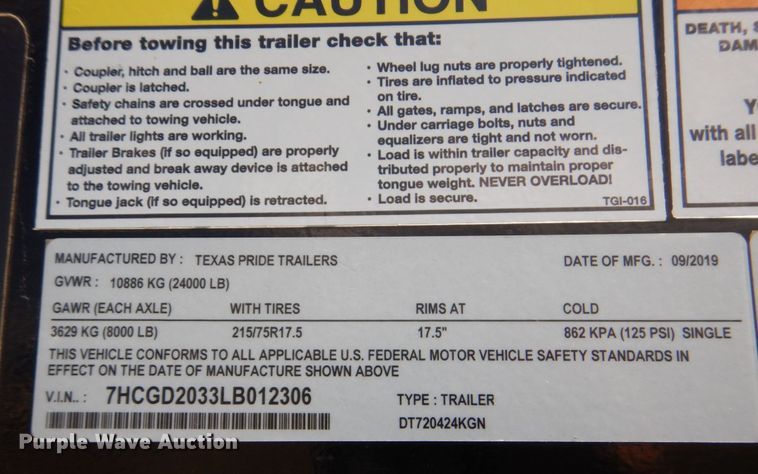 CAUTION
Before towing this trailer check that:
· Coupler, hitch and ball are the same size.
· Coupler is latched.
· Safety chains are crossed under tongue and
attached to towing vehicle.
· All trailer lights are working.
· Trailer Brakes (if so equipped) are properly
adjusted and break away device is attached
to the towing vehicle.
· Tongue jack (if so equipped) is retracted.
· Wheel lug nuts are properly tightened.
· Tires are inflated to pressure indicated
on tire.
· All gates, ramps, and latches are secure.
· Under carriage bolts, nuts and
equalizers are tight and not worn.
· Load is within trailer capacity and dis-
tributed properly to maintain proper
tongue weight. NEVER OVERLOAD!
· Load is secure.
TGI-016
DEATH,
DAM
with all
labe
MANUFACTURED BY : TEXAS PRIDE TRAILERS DATE OF MFG. : 09/2019
GVWR : 10886 KG (24000 LB)
GAWR (EACH AXLE) WITH TIRES RIMS AT COLD
3629 KG (8000 LB) 215/75R17.5 17.5" 862 KPA (125 PSI) SINGLE
THIS VEHICLE CONFORMS TO ALL APPLICABLE U.S. FEDERAL MOTOR VEHICLE SAFETY STANDARDS IN
EFFECT ON THE DATE OF MANUFACTURE SHOWN ABOVE
V.I.N.. : 7HCGD2033LB012306 TYPE : TRAILER
DT720424KGN
Purple Wave Auction